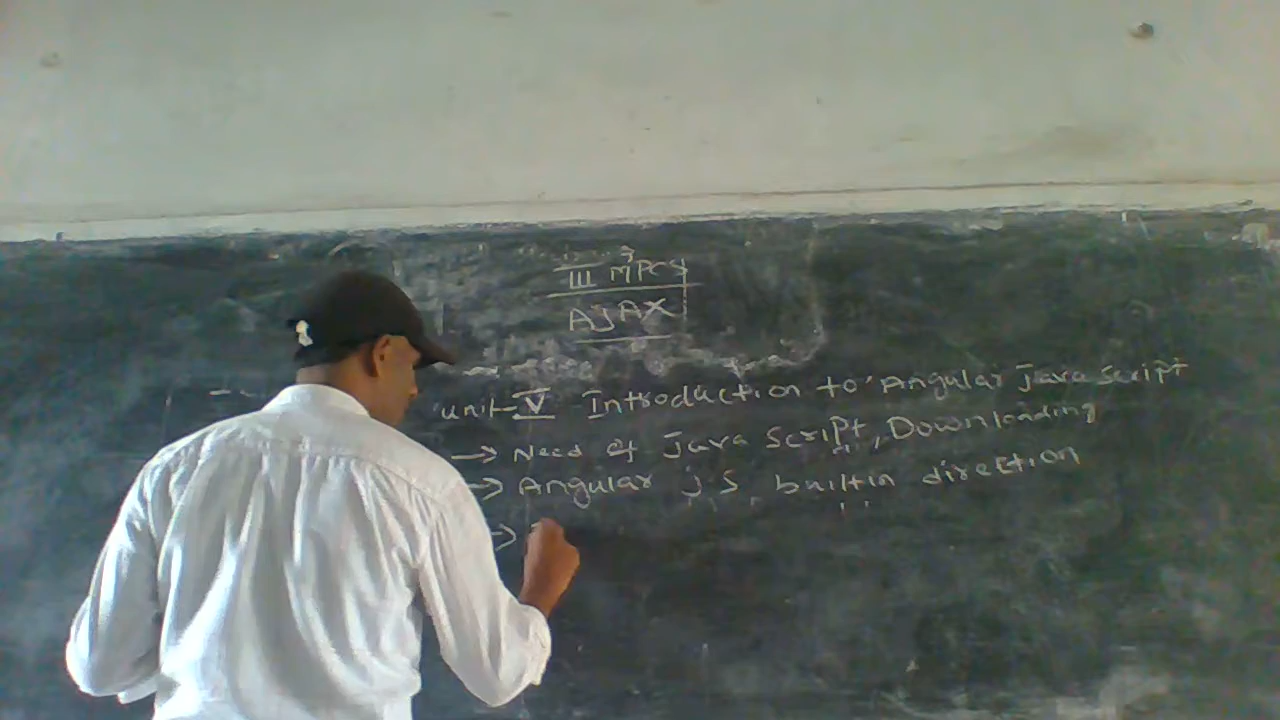 III MPCS
AJAX
unit-V Introduction to Angular Java Script
→ Need of Java Script, Downloading
→ Angular JS, builtin direction
→